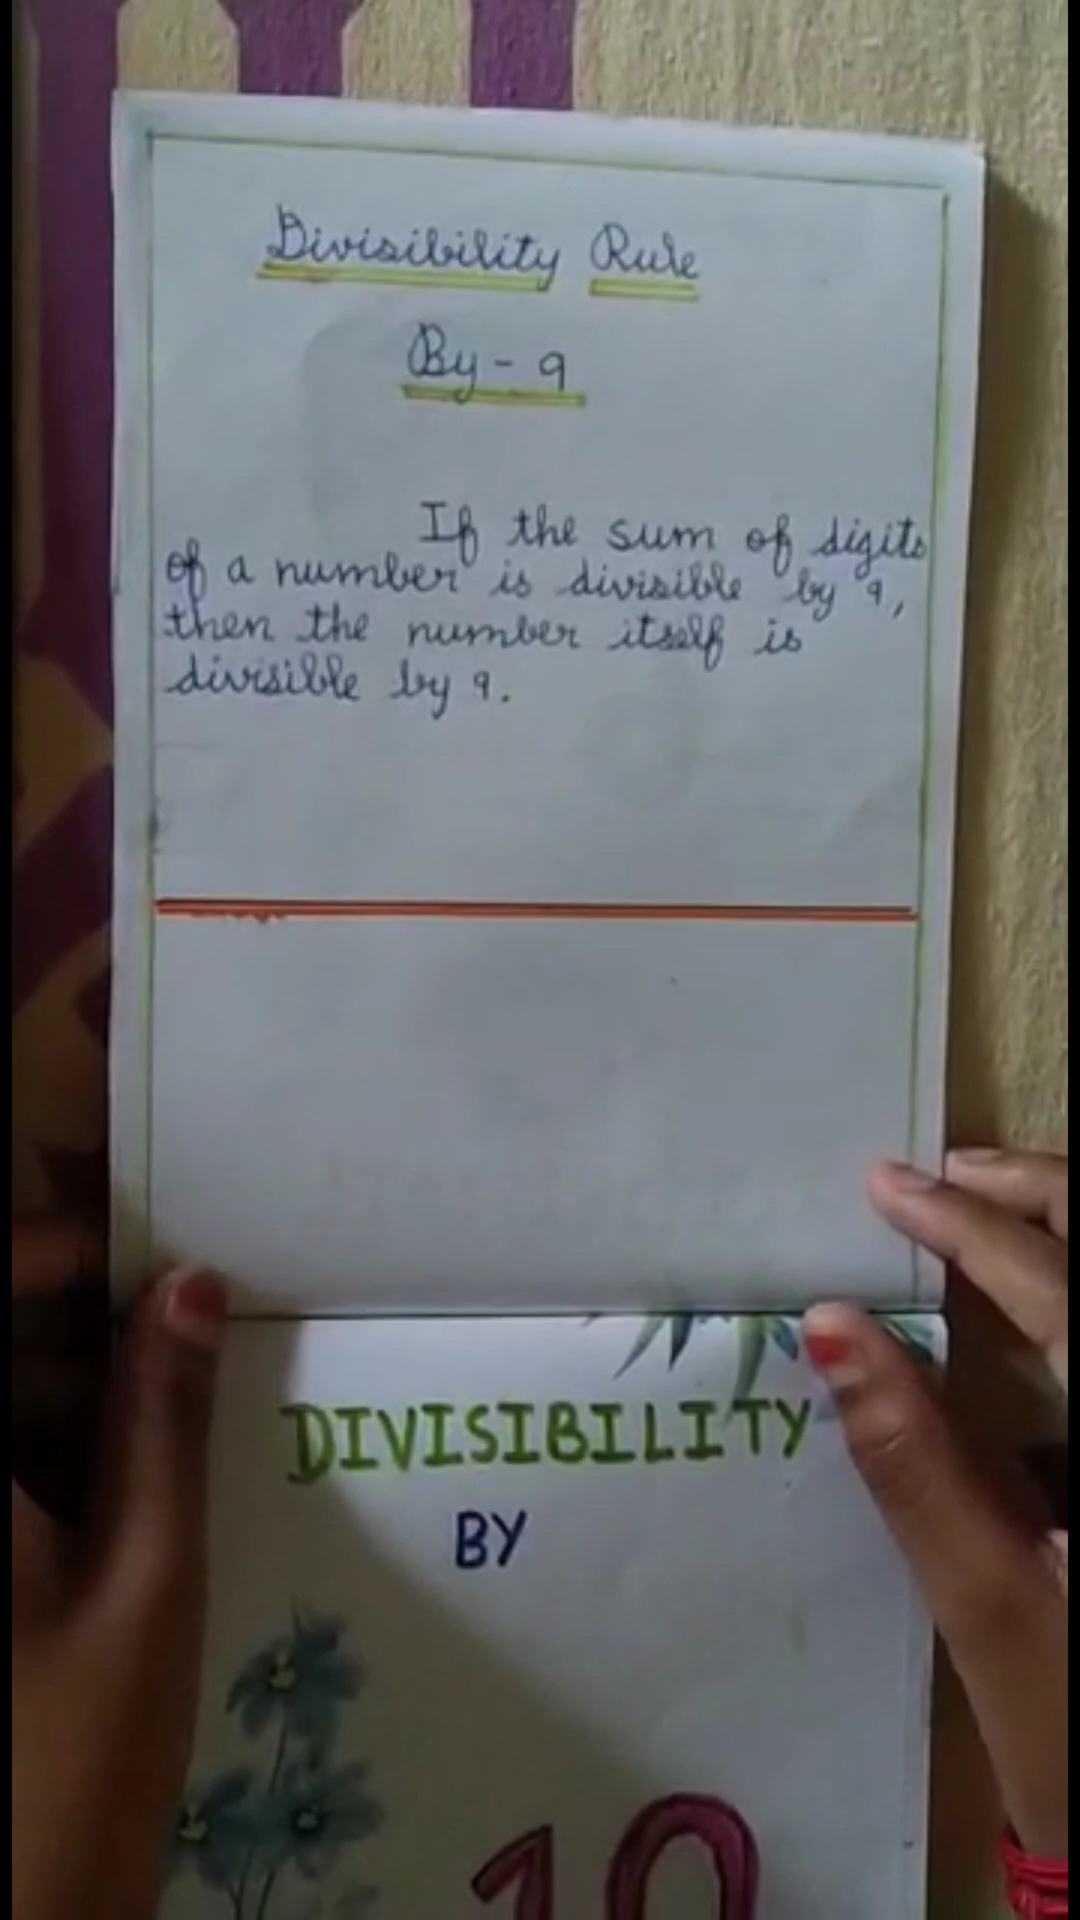 Divisibility Rule
By - 9
If the sum of digits
of a number is divisible by 9,
then the number itself is
divisible by 9.
DIVISIBILITY
BY
10